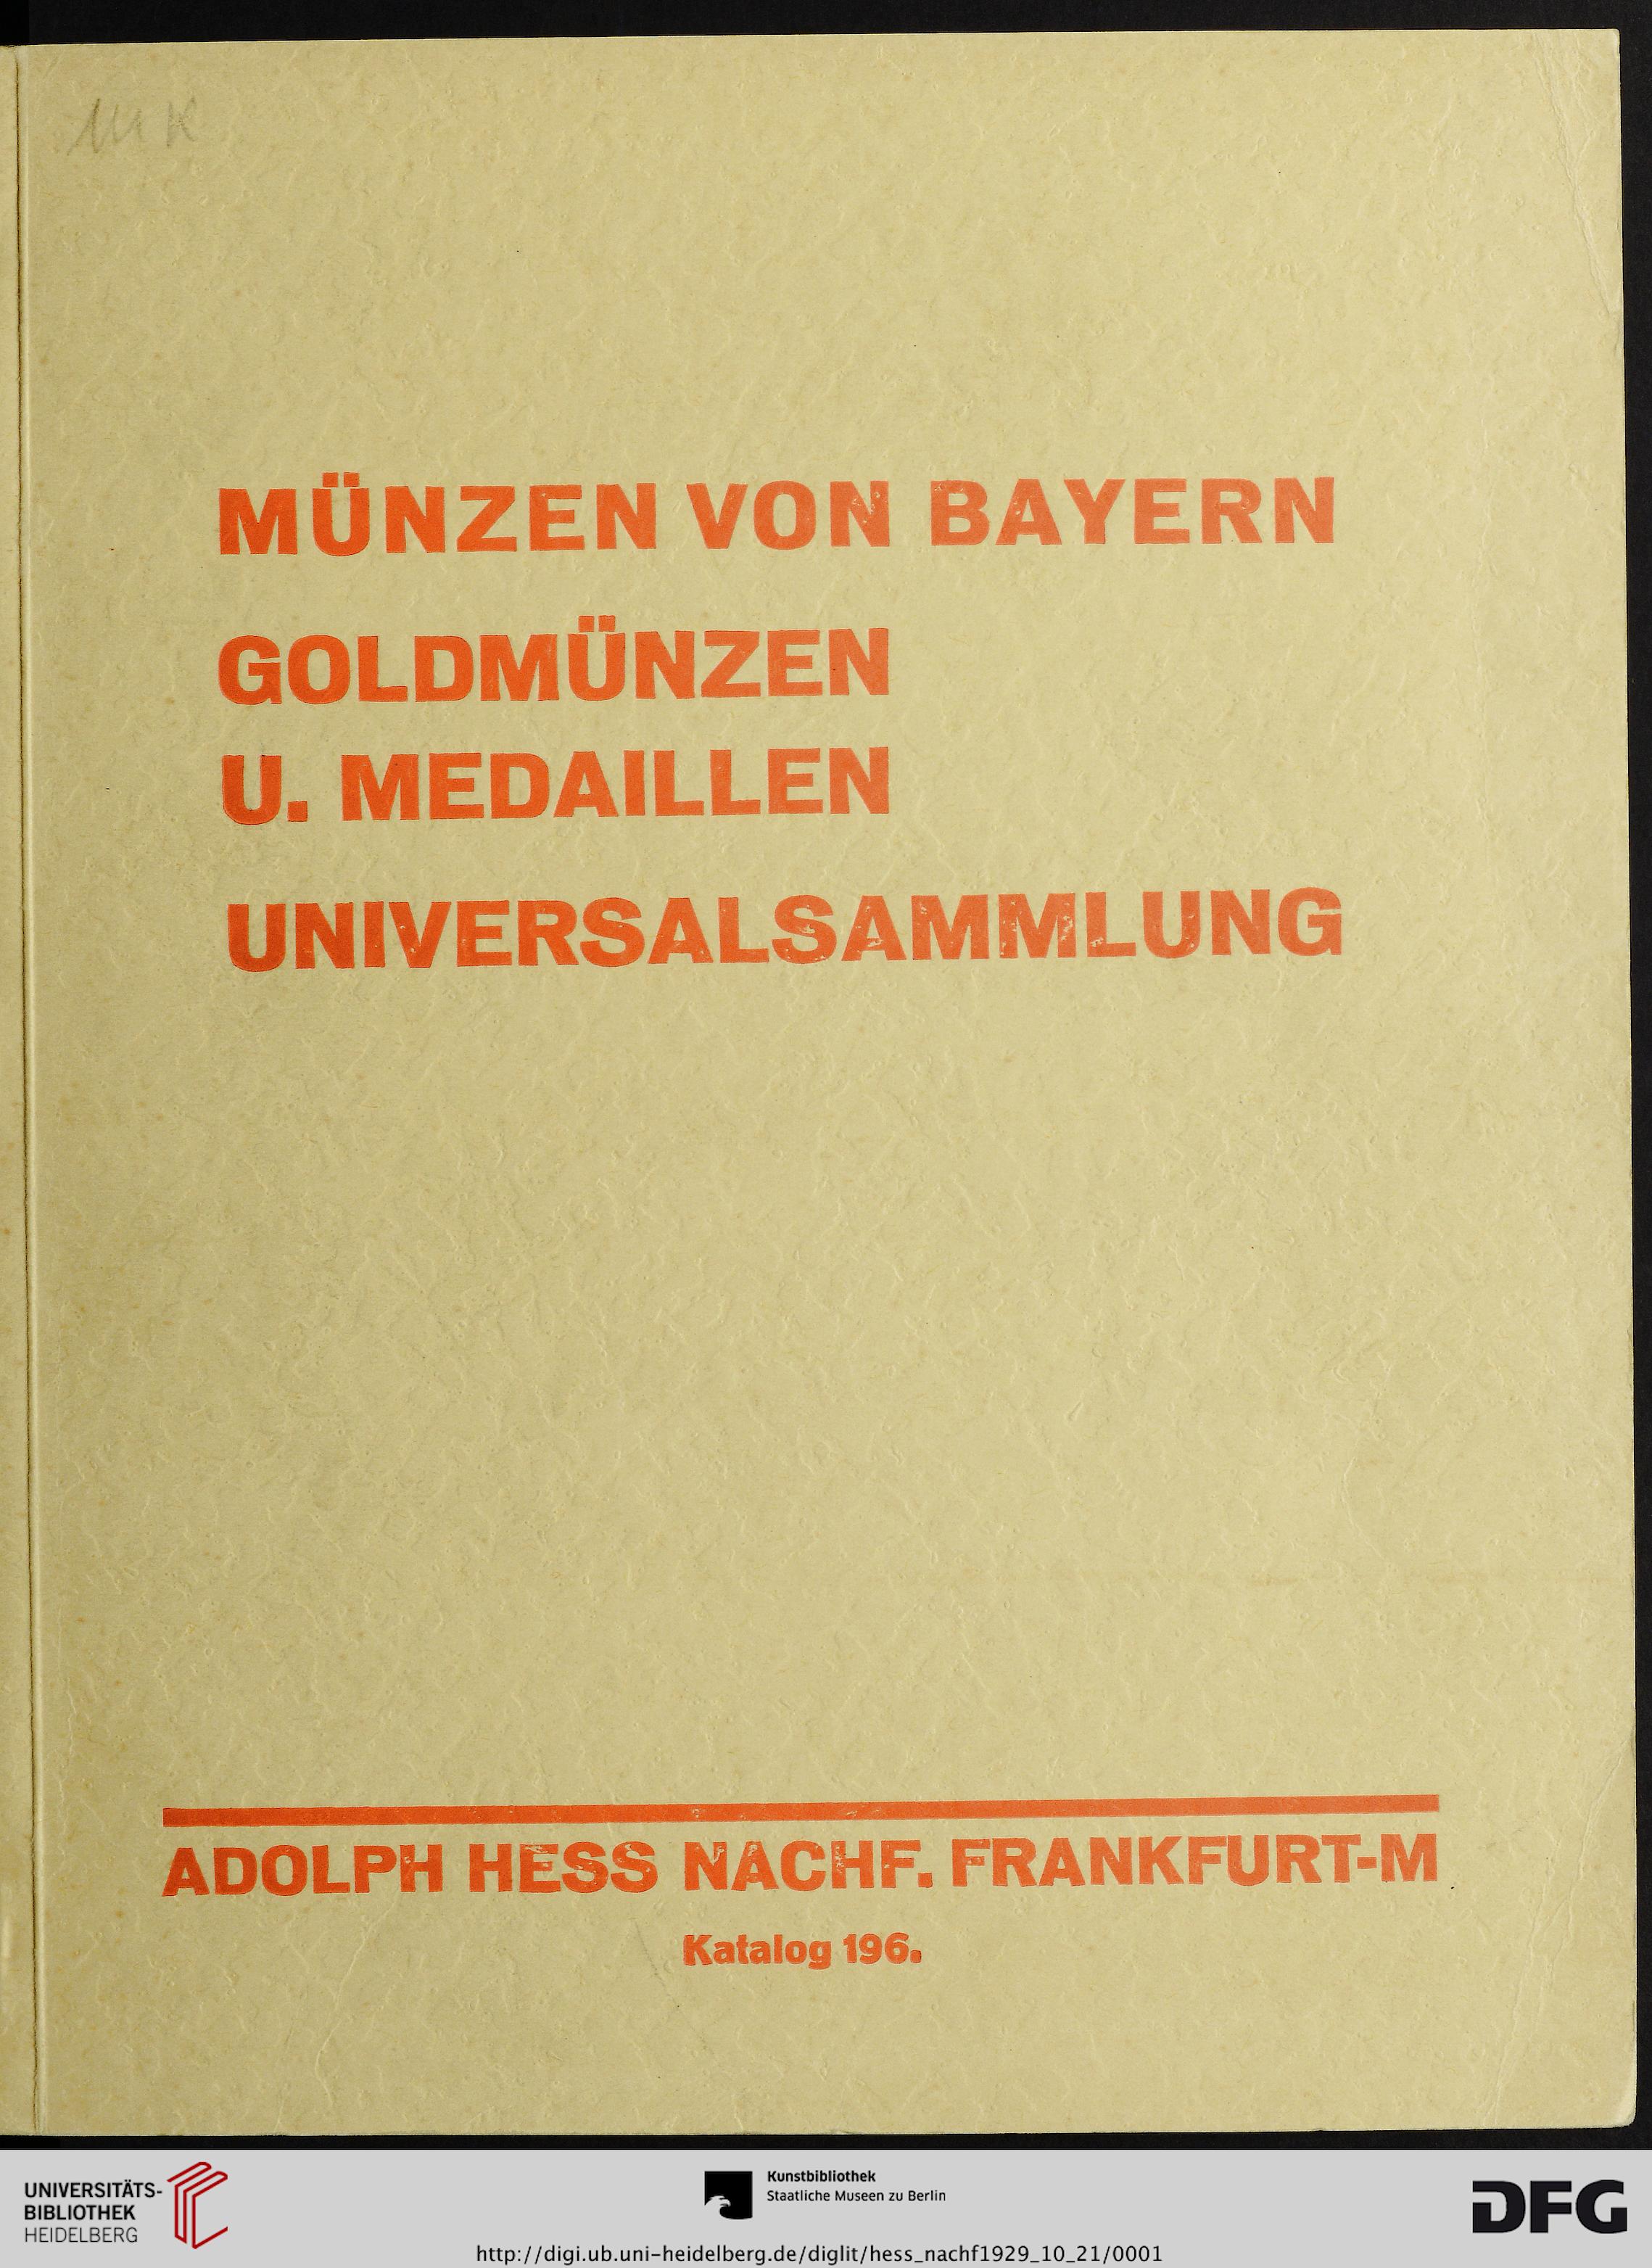 MÜNZEN VON BAYERN
GOLDMÜNZEN
U. MEDAILLEN
UNIVERSALSAMMLUNG
ADOLPH HESS NACHF. FRANKFURT-M
Katalog 196.
UNIVERSITÄTS-
BIBLIOTHEK
HEIDELBERG
Kunstbibliothek
Staatliche Museen zu Berlin
DFG
http://digi.ub.uni-heidelberg.de/diglit/hess_nachf1929_10_21/0001